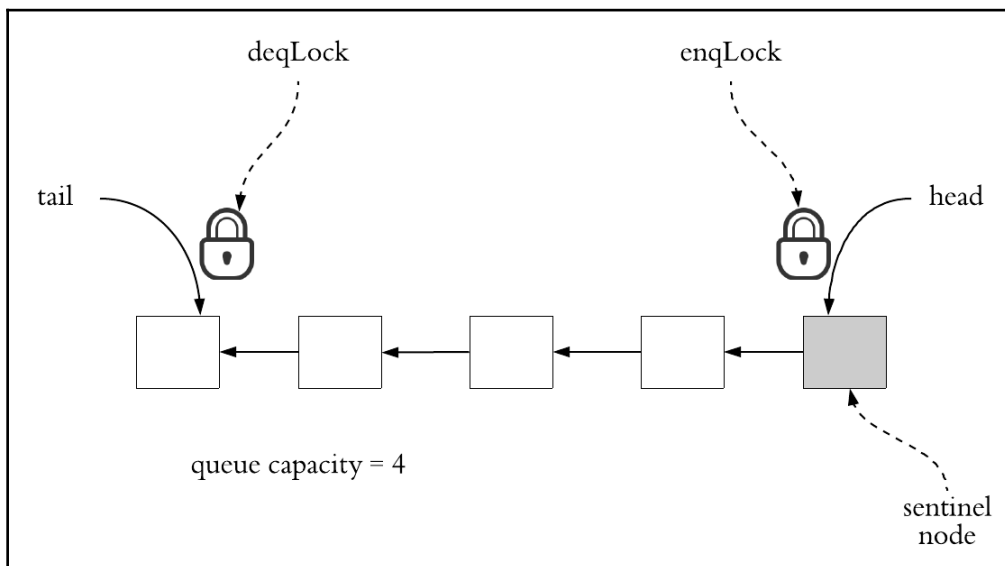 deqLock
enqLock
tail
head
queue capacity = 4
sentinel
node